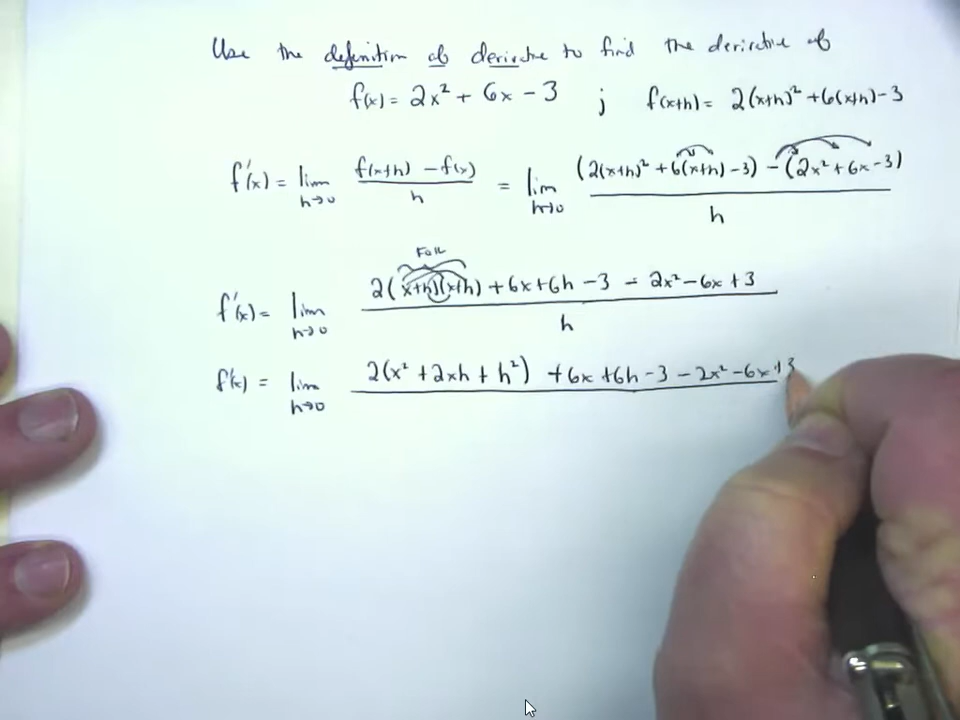 Use the definition of derivative to find the derivative of
f(x) = 2x² + 6x - 3 ; f(x+h) = 2(x+h)² + 6(x+h) - 3
f'(x) = lim h→0 f(x+h) - f(x) / h = lim h→0 (2(x+h)² + 6(x+h) - 3) - (2x² + 6x - 3) / h
FOIL
f'(x) = lim h→0 2(x+h)(x+h) + 6x + 6h - 3 - 2x² - 6x + 3 / h
f'(x) = lim h→0 2(x² + 2xh + h²) + 6x + 6h - 3 - 2x² - 6x + 3